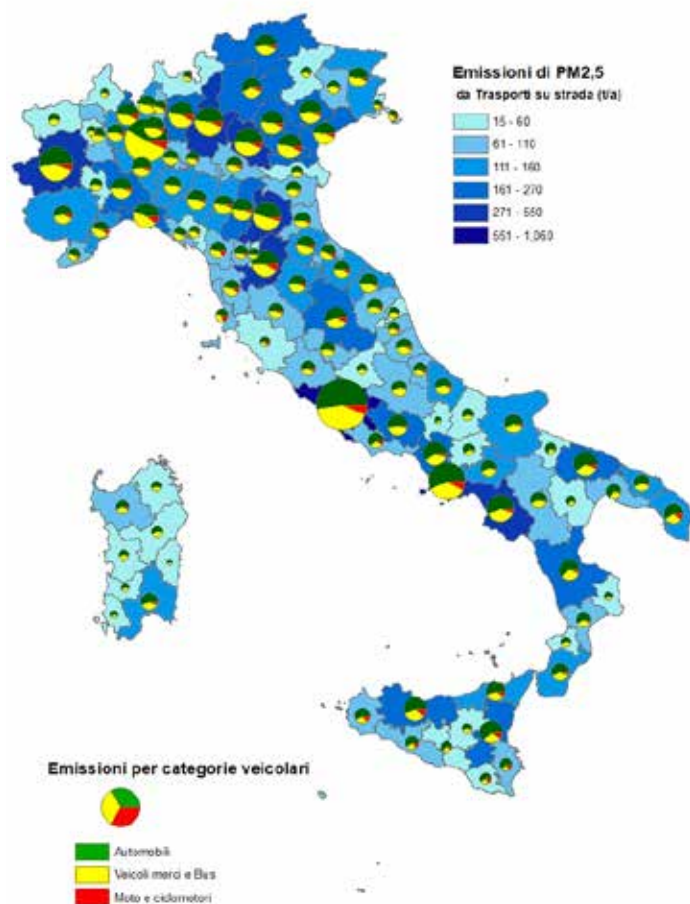 Emissioni di PM2,5
da Trasporti su strada (t/a)
15 - 60
61 - 110
111 - 160
161 - 270
271 - 550
551 - 1,060
Emissioni per categorie veicolari
Automobili
Veicoli merci e Bus
Moto e ciclomotori